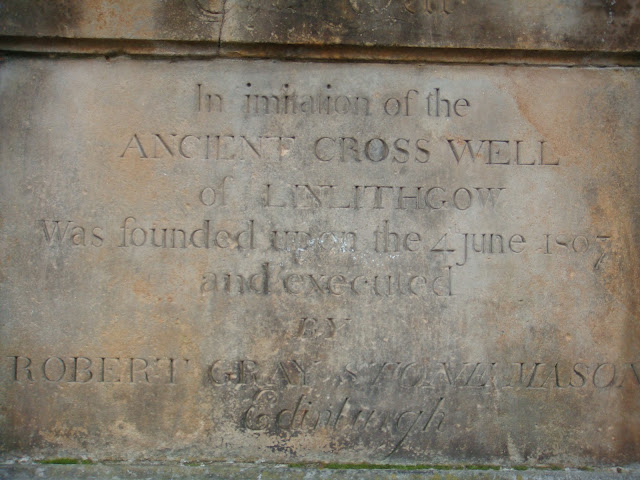 Well
In imitation of the
ANCIENT CROSS WELL
of LINLITHGOW
Was founded upon the 4 June 1807
and executed
BY
ROBERT GRAY STONE MASON
Edinburgh